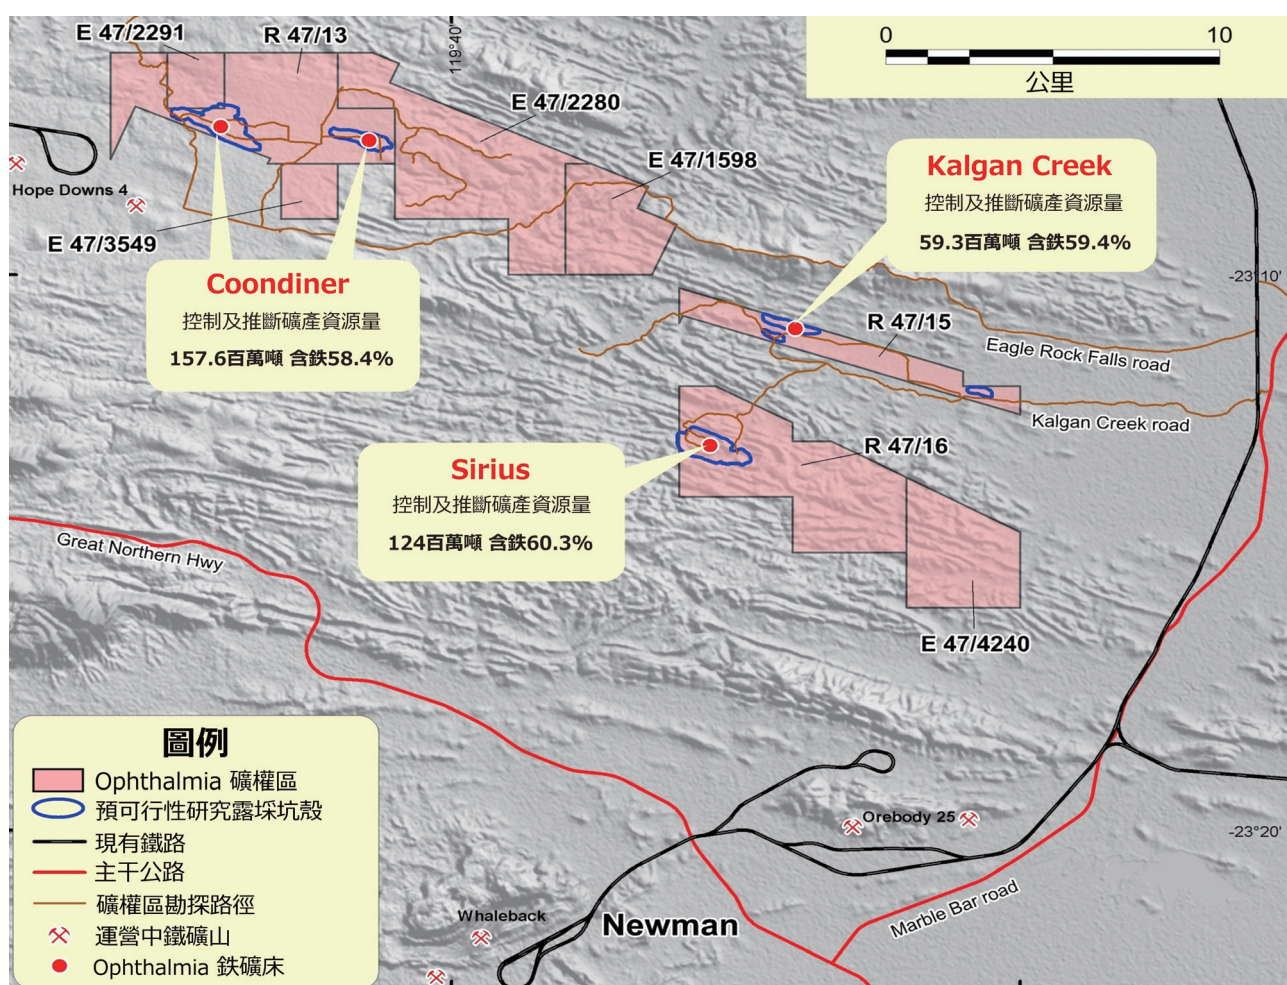 E 47/2291
R 47/13
119°40'
0
10
公里
E 47/2280
E 47/1598
Kalgan Creek
控制及推斷礦產資源量
59.3百萬噸 含鉄59.4%
Hope Downs 4
E 47/3549
Coondiner
控制及推斷礦產資源量
157.6百萬噸 含鉄58.4%
-23°10'
R 47/15
Eagle Rock Falls road
Kalgan Creek road
R 47/16
Sirius
控制及推斷礦產資源量
124百萬噸 含鉄60.3%
Great Northern Hwy
E 47/4240
圖例
Ophthalmia 礦權區
預可行性研究露埰坑殼
現有鐵路
主干公路
礦權區勘探路徑
運營中鐵礦山
Ophthalmia 鉄礦床
Orebody 25
-23°20'
Whaleback
Newman
Marble Bar road